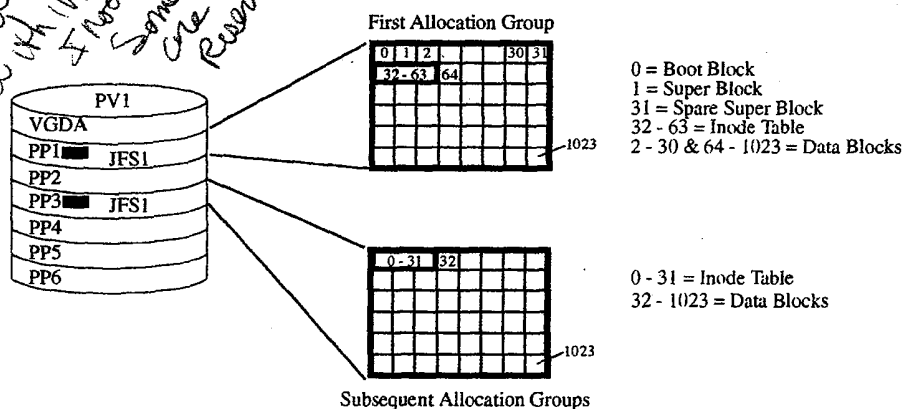 with
Some
are
First Allocation Group
0 1 2 30 31
32 - 63 64
1023
0 = Boot Block
1 = Super Block
31 = Spare Super Block
32 - 63 = Inode Table
2 - 30 & 64 - 1023 = Data Blocks
PV1
VGDA
PP1 JFS1
PP2
PP3 JFS1
PP4
PP5
PP6
0 - 31 32
1023
0 - 31 = Inode Table
32 - 1023 = Data Blocks
Subsequent Allocation Groups